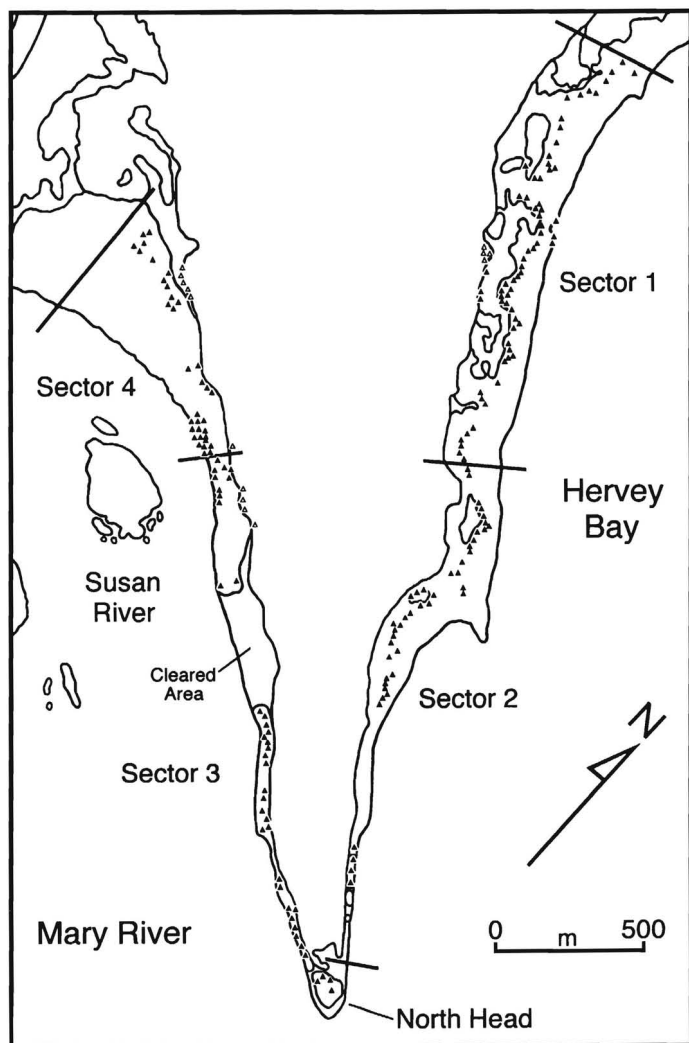 Sector 1
Sector 4
Hervey
Bay
Susan
River
Cleared
Area
Sector 2
N
Sector 3
Mary River
0 500
m
North Head